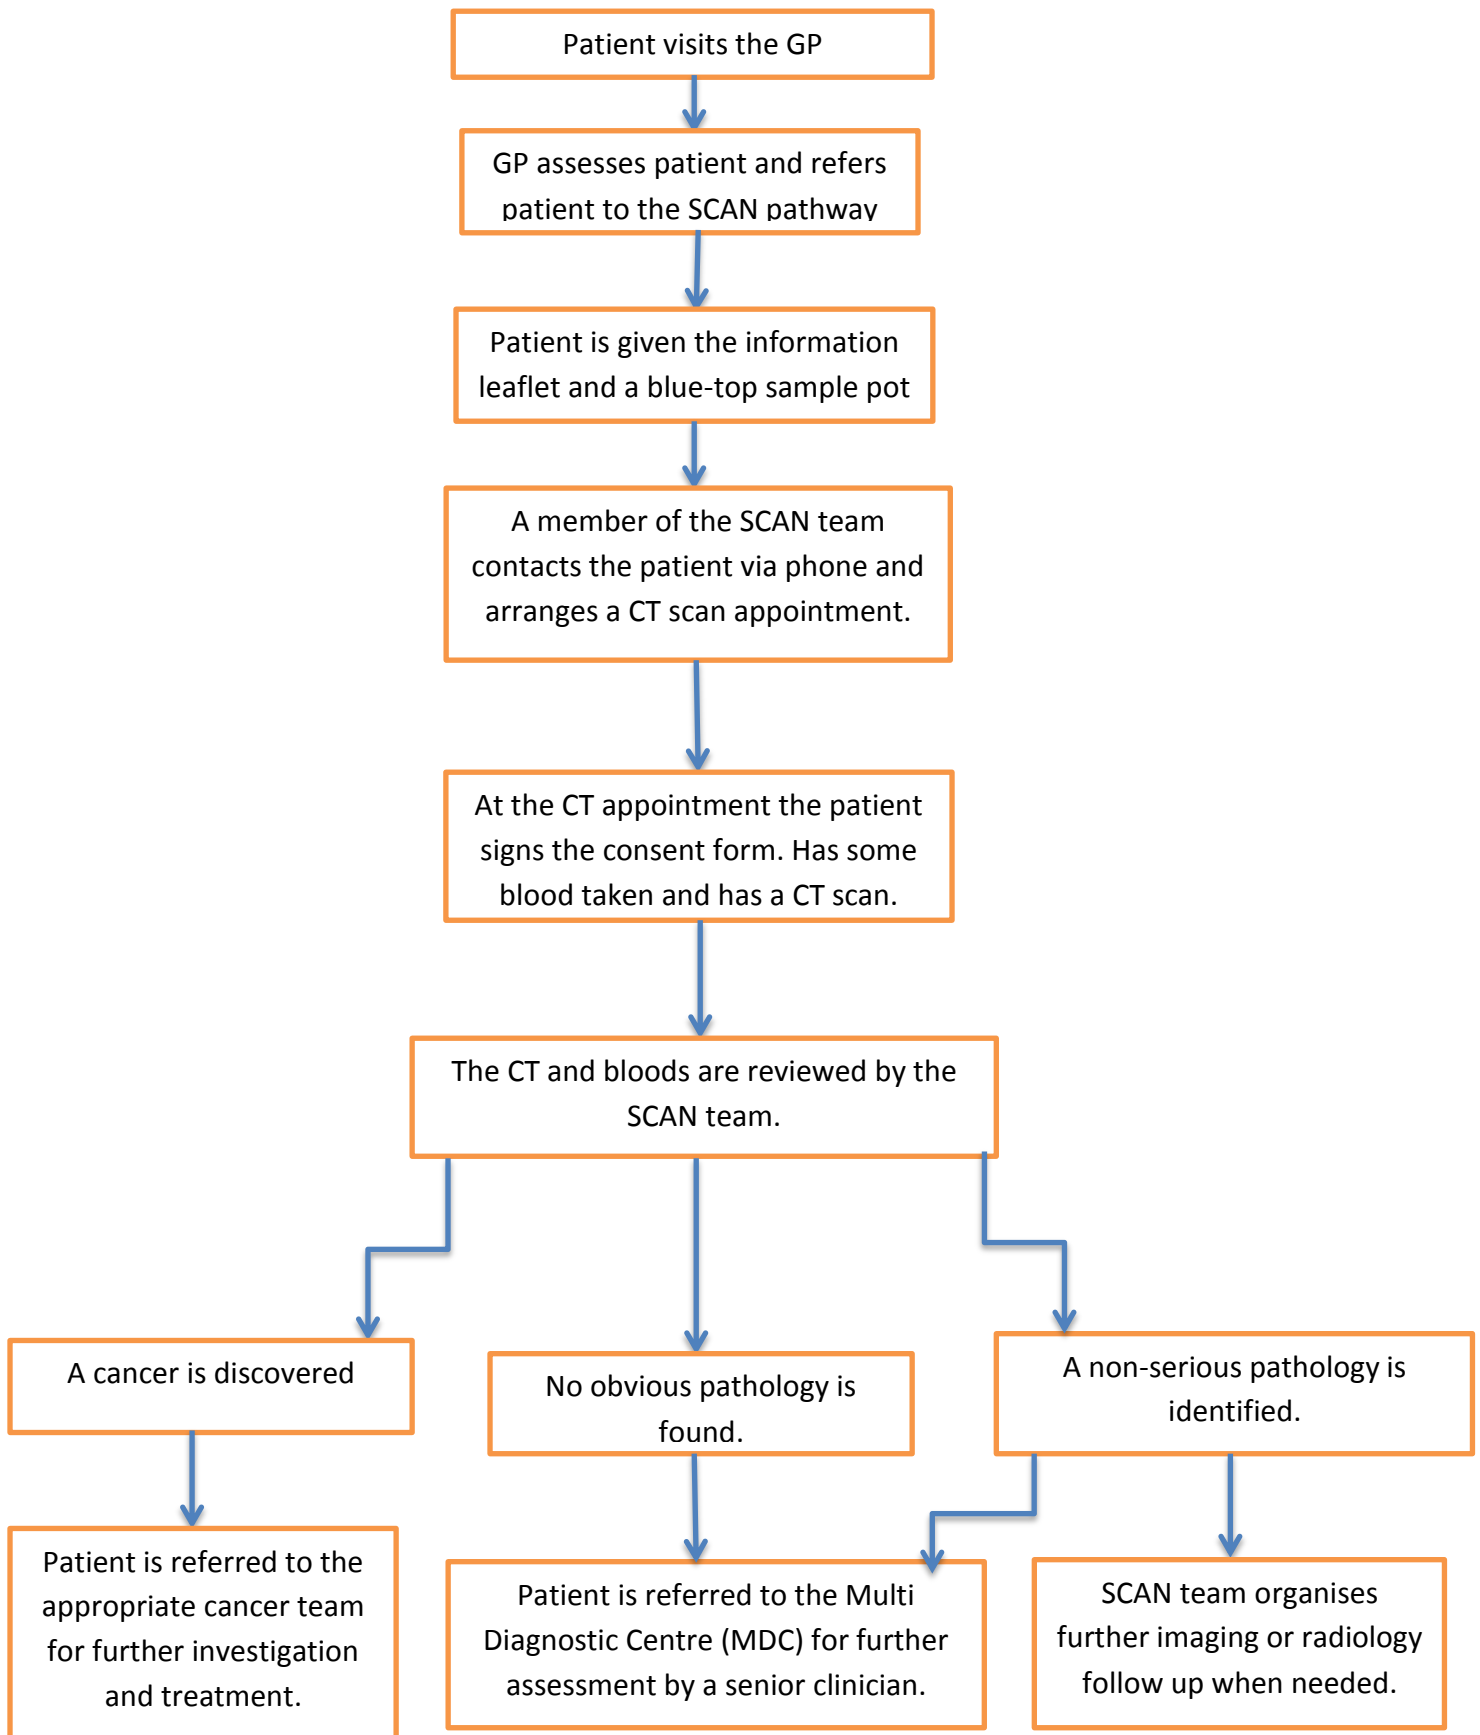 Patient visits the GP
GP assesses patient and refers
patient to the SCAN pathway
Patient is given the information
leaflet and a blue-top sample pot
A member of the SCAN team
contacts the patient via phone and
arranges a CT scan appointment.
At the CT appointment the patient
signs the consent form. Has some
blood taken and has a CT scan.
The CT and bloods are reviewed by the
SCAN team.
A cancer is discovered
No obvious pathology is
found.
A non-serious pathology is
identified.
Patient is referred to the
appropriate cancer team
for further investigation
and treatment.
Patient is referred to the Multi
Diagnostic Centre (MDC) for further
assessment by a senior clinician.
SCAN team organises
further imaging or radiology
follow up when needed.